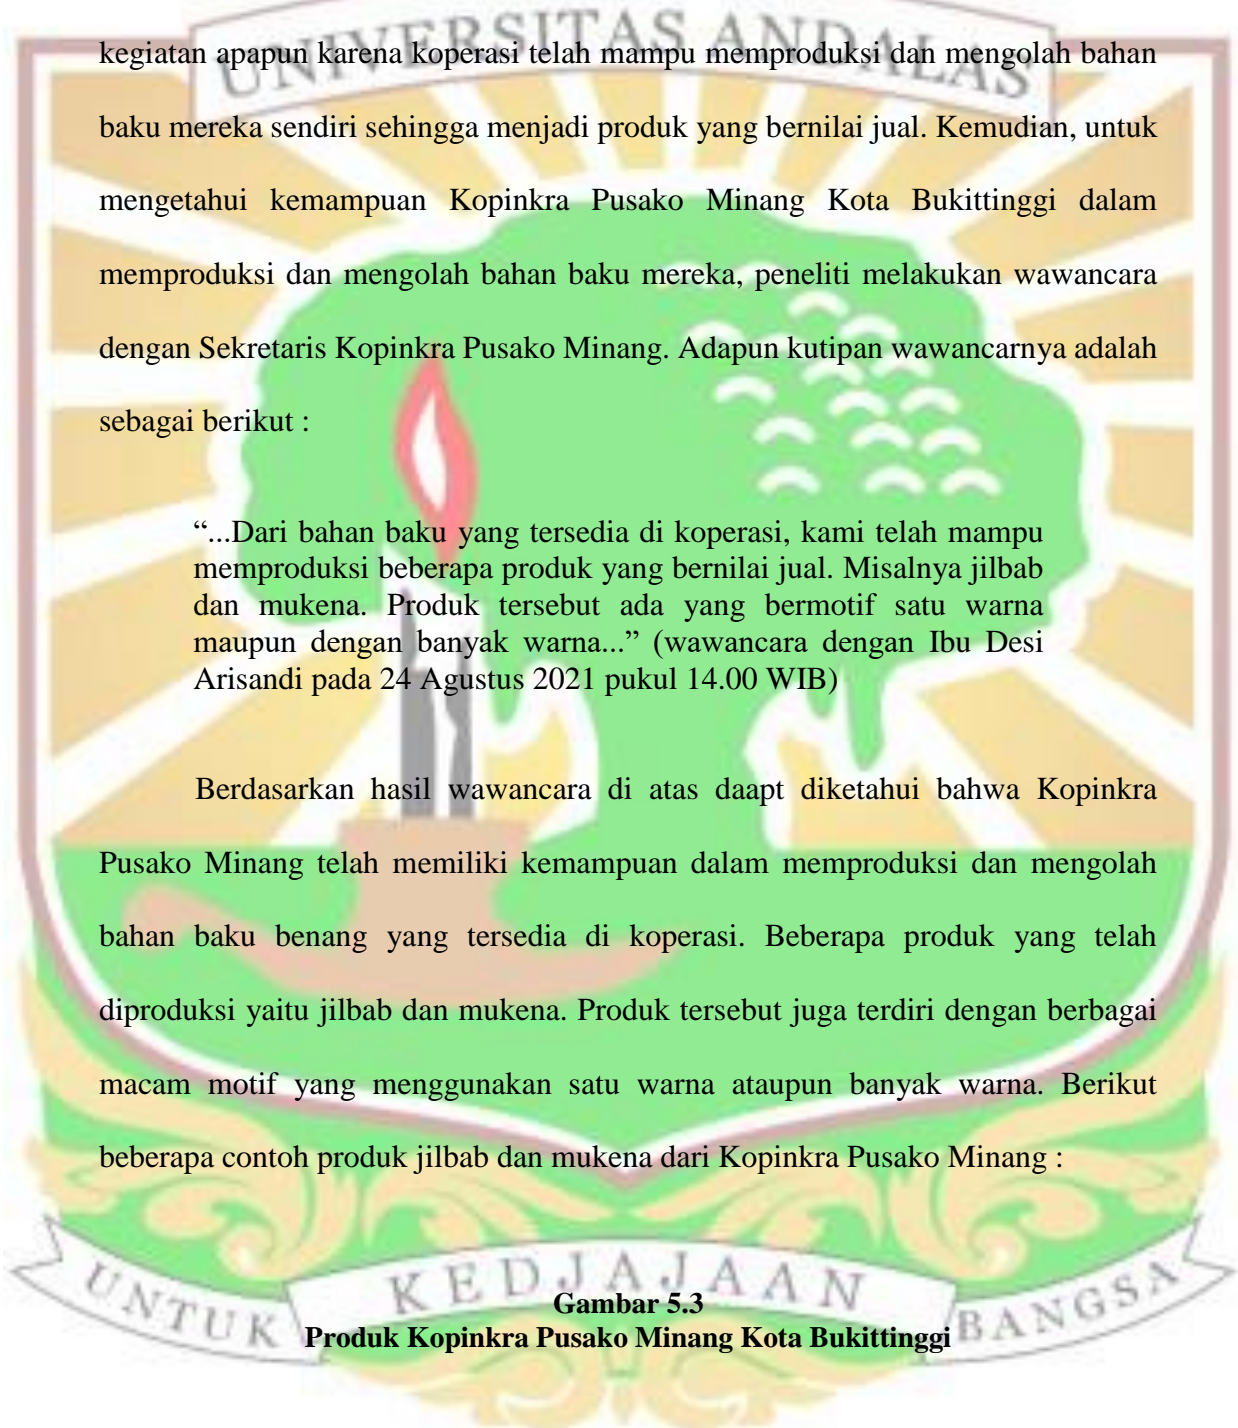 UNIVERSITAS ANDALAS
kegiatan apapun karena koperasi telah mampu memproduksi dan mengolah bahan
baku mereka sendiri sehingga menjadi produk yang bernilai jual. Kemudian, untuk
mengetahui kemampuan Kopinkra Pusako Minang Kota Bukittinggi dalam
memproduksi dan mengolah bahan baku mereka, peneliti melakukan wawancara
dengan Sekretaris Kopinkra Pusako Minang. Adapun kutipan wawancarnya adalah
sebagai berikut :
“...Dari bahan baku yang tersedia di koperasi, kami telah mampu
memproduksi beberapa produk yang bernilai jual. Misalnya jilbab
dan mukena. Produk tersebut ada yang bermotif satu warna
maupun dengan banyak warna...” (wawancara dengan Ibu Desi
Arisandi pada 24 Agustus 2021 pukul 14.00 WIB)
Berdasarkan hasil wawancara di atas daapt diketahui bahwa Kopinkra
Pusako Minang telah memiliki kemampuan dalam memproduksi dan mengolah
bahan baku benang yang tersedia di koperasi. Beberapa produk yang telah
diproduksi yaitu jilbab dan mukena. Produk tersebut juga terdiri dengan berbagai
macam motif yang menggunakan satu warna ataupun banyak warna. Berikut
beberapa contoh produk jilbab dan mukena dari Kopinkra Pusako Minang :
UNTUK KEDJAJAAN BANGSA
Gambar 5.3
Produk Kopinkra Pusako Minang Kota Bukittinggi